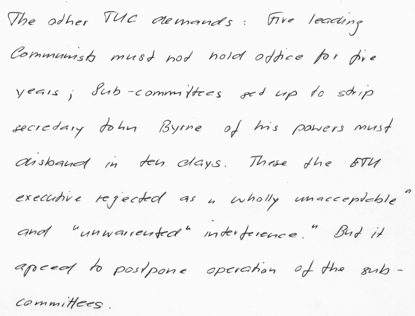 The other TUC demands: Five leading
Communists must not hold office for five
years; Sub-committees set up to strip
secretary John Byrne of his powers must
disband in ten days. These the ETU
executive rejected as "wholly unacceptable"
and "unwarrented" interference." But it
agreed to postpone operation of the sub-
committees.